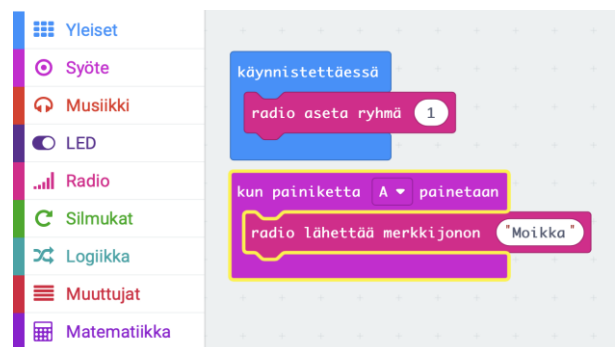 Yleiset
Syöte
Musiikki
LED
Radio
Silmukat
Logiikka
Muuttujat
Matematiikka
käynnistettäessä
radio aseta ryhmä 1
kun painiketta A painetaan
radio lähettää merkkijonon "Moikka"